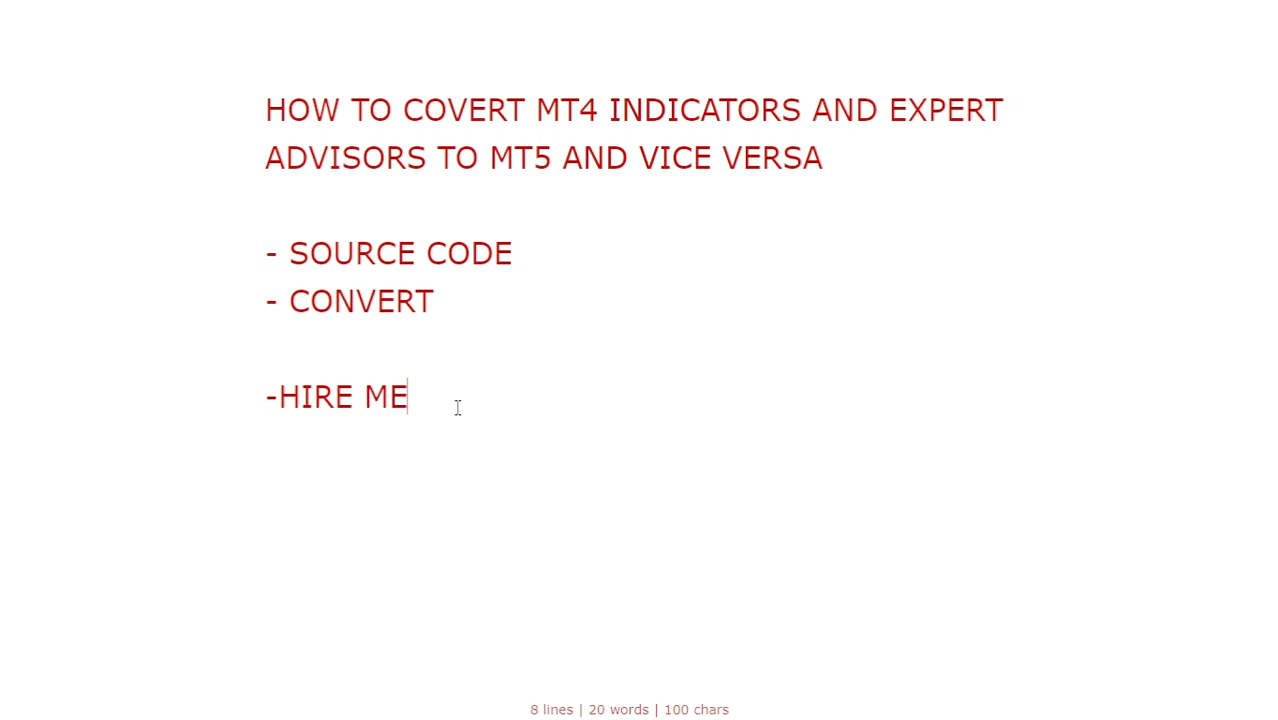 HOW TO COVERT MT4 INDICATORS AND EXPERT
ADVISORS TO MT5 AND VICE VERSA
- SOURCE CODE
- CONVERT
-HIRE ME
8 lines | 20 words | 100 chars